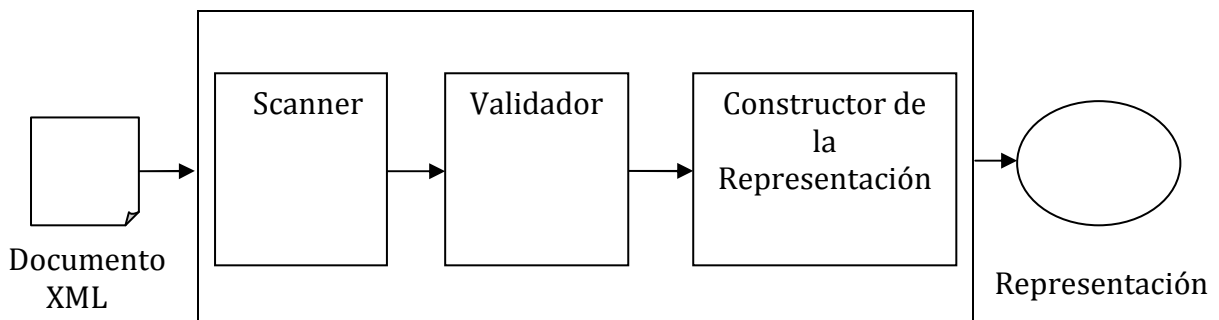 Scanner
Validador
Constructor de
la
Representación
Documento
XML
Representación